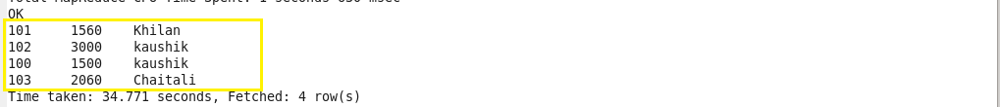 Total MapReduce CPU Time Spent: 1 seconds 630 msec
OK
101     1560    Khilan
102     3000    kaushik
100     1500    kaushik
103     2060    Chaitali
Time taken: 34.771 seconds, Fetched: 4 row(s)